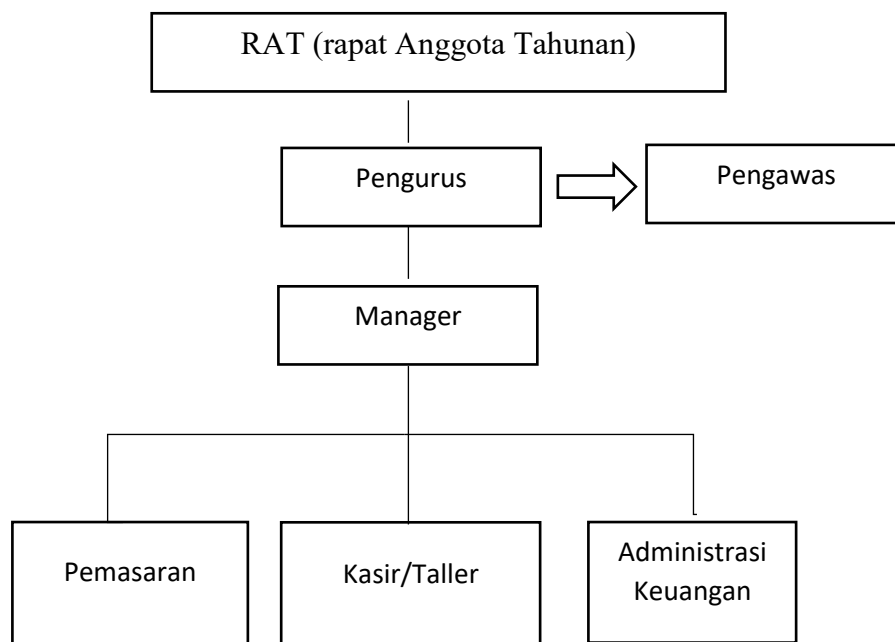 RAT (rapat Anggota Tahunan)
Pengurus
Pengawas
Manager
Pemasaran
Kasir/Taller
Administrasi
Keuangan